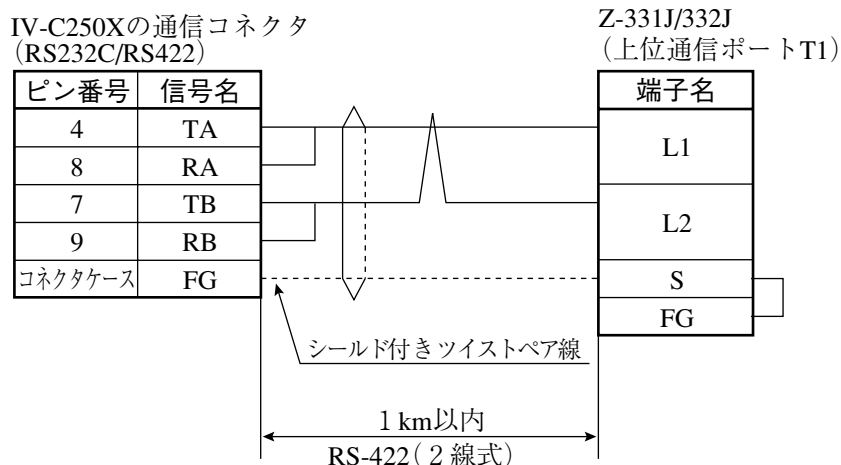 IV-C250Xの通信コネクタ
(RS232C/RS422)
ピン番号 信号名
4 TA
8 RA
7 TB
9 RB
コネクタケース FG
Z-331J/332J
(上位通信ポートT1)
端子名
L1
L2
S
FG
シールド付きツイストペア線
1 km以内
RS-422(2線式)